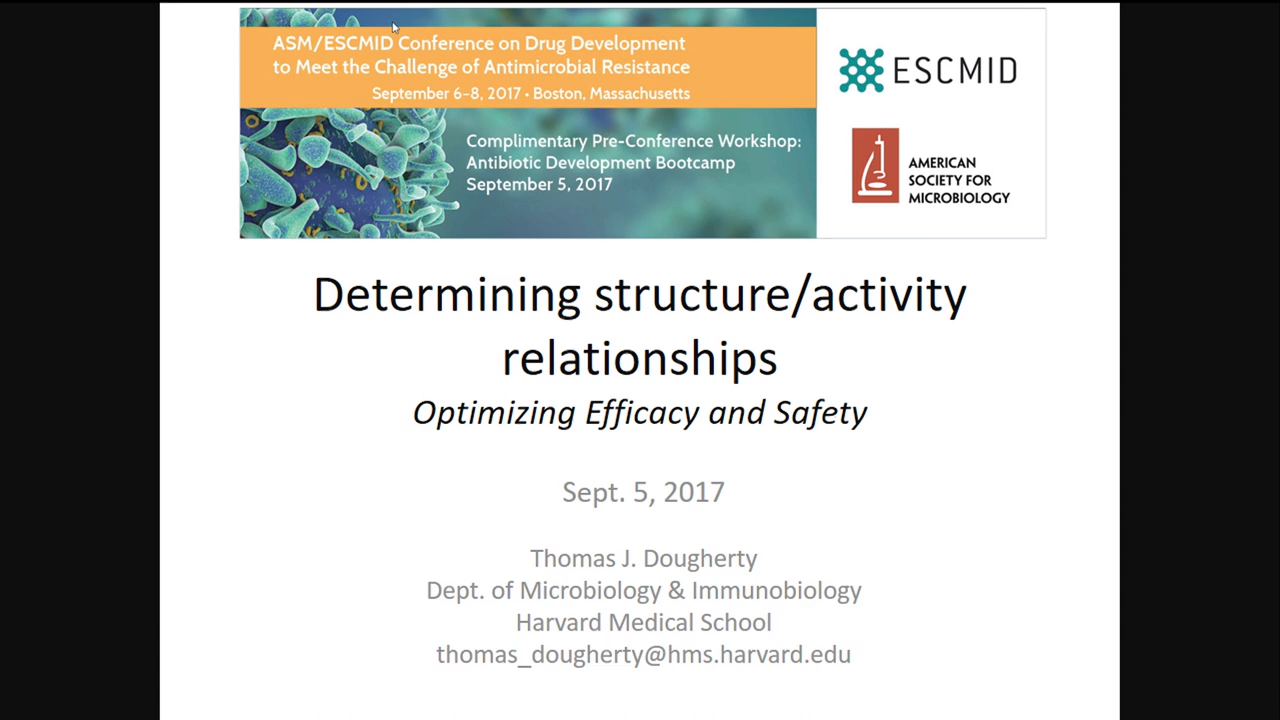 ASM/ESCMID Conference on Drug Development
to Meet the Challenge of Antimicrobial Resistance
September 6-8, 2017 • Boston, Massachusetts
Complimentary Pre-Conference Workshop:
Antibiotic Development Bootcamp
September 5, 2017
ESCMID
AMERICAN
SOCIETY FOR
MICROBIOLOGY
Determining structure/activity
relationships
Optimizing Efficacy and Safety
Sept. 5, 2017
Thomas J. Dougherty
Dept. of Microbiology & Immunobiology
Harvard Medical School
thomas_dougherty@hms.harvard.edu